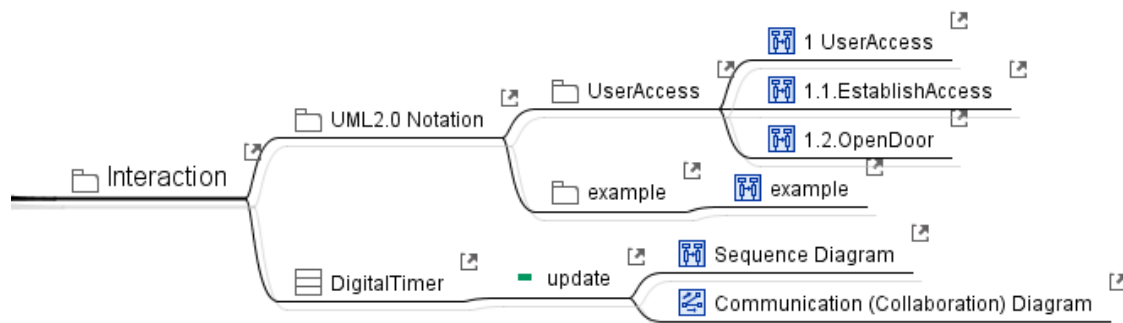 Interaction
UML2.0 Notation
UserAccess
1 UserAccess
1.1.EstablishAccess
1.2.OpenDoor
example
example
DigitalTimer
update
Sequence Diagram
Communication (Collaboration) Diagram